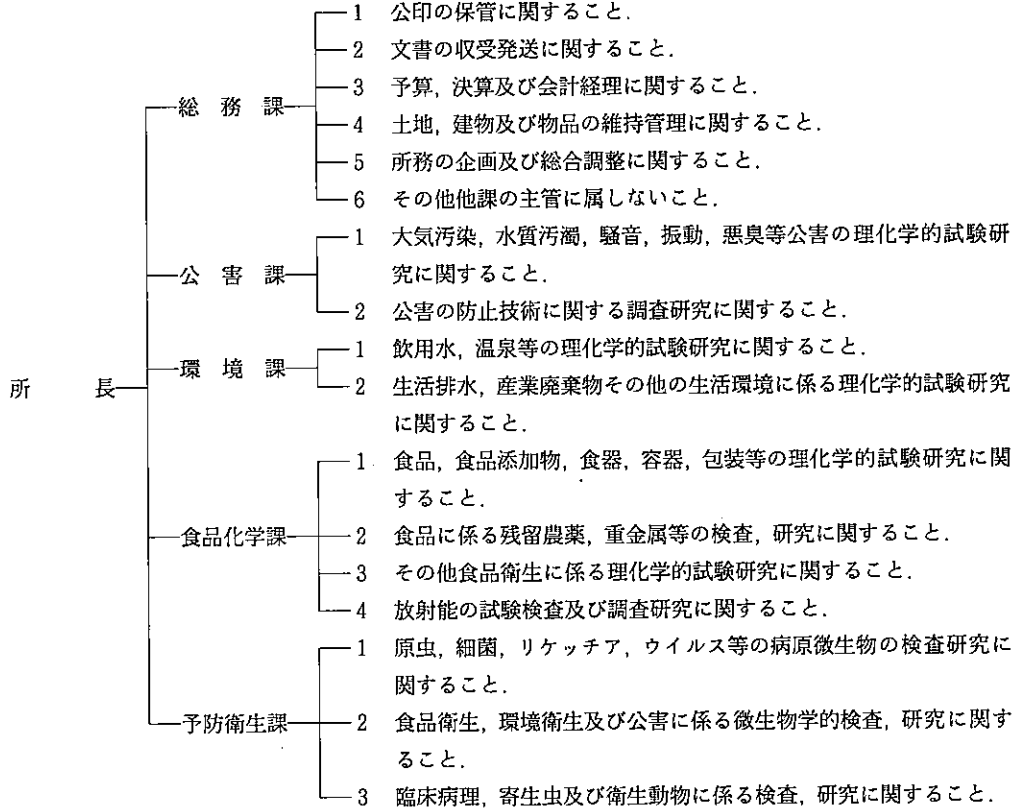 1 公印の保管に関すること．
2 文書の収受発送に関すること．
3 予算，決算及び会計経理に関すること．
総務課
4 土地，建物及び物品の維持管理に関すること．
5 所務の企画及び総合調整に関すること．
6 その他他課の主管に属しないこと．
1 大気汚染，水質汚濁，騒音，振動，悪臭等公害の理化学的試験研
公害課 究に関すること．
2 公害の防止技術に関する調査研究に関すること．
1 飲用水，温泉等の理化学的試験研究に関すること．
環境課
所長 2 生活排水，産業廃棄物その他の生活環境に係る理化学的試験研究
に関すること．
1 食品，食品添加物，食器，容器，包装等の理化学的試験研究に関
すること．
食品化学課 2 食品に係る残留農薬，重金属等の検査，研究に関すること．
3 その他食品衛生に係る理化学的試験研究に関すること．
4 放射能の試験検査及び調査研究に関すること．
1 原虫，細菌，リケッチア，ウイルス等の病原微生物の検査研究に
関すること．
予防衛生課 2 食品衛生，環境衛生及び公害に係る微生物学的検査，研究に関す
ること．
3 臨床病理，寄生虫及び衛生動物に係る検査，研究に関すること．